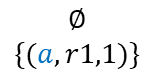 ∅
{(a, r1,1)}